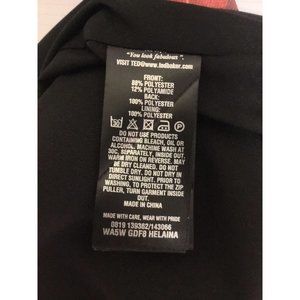 "You look fabulous".
VISIT TED@www.tedbaker.com
FRONT:
88% POLYESTER
12% POLYAMIDE
BACK:
100% POLYESTER
LINING:
100% POLYESTER
30
DO NOT USE PRODUCTS
CONTAINING BLEACH, OIL OR
ALCOHOL. MACHINE WASH AT
30C, SEPARATELY, INSIDE OUT.
WARM IRON ON REVERSE. MAY
BE DRY CLEANED. DO NOT
TUMBLE DRY. DO NOT DRY IN
DIRECT SUNLIGHT. PRIOR TO
WASHING, TO PROTECT THE ZIP
PULLER, TURN GARMENT INSIDE
OUT.
MADE IN CHINA
MADE WITH CARE, WEAR WITH PRIDE
0819 139382/143066
WA5W GDF8 HELAINA